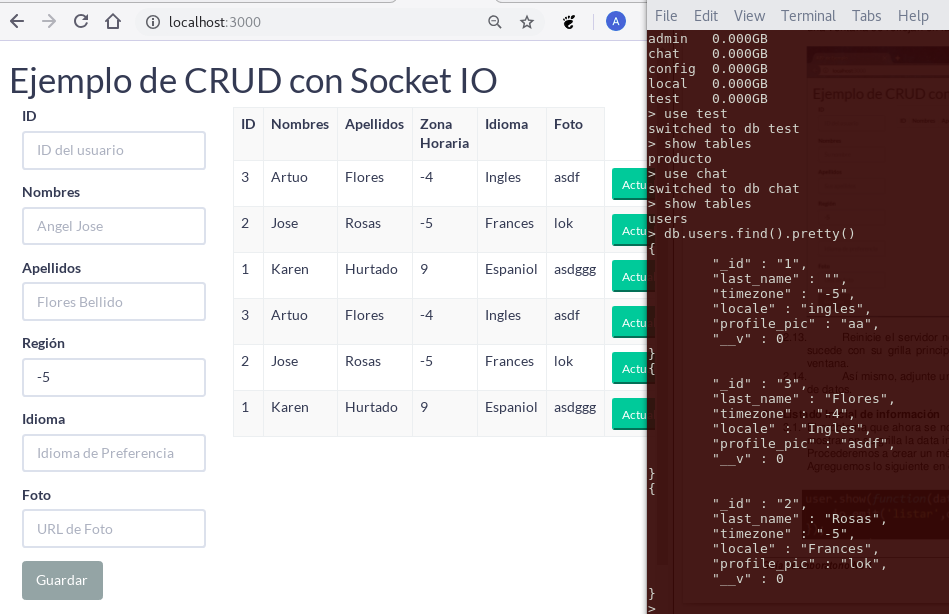 localhost:3000
A
Ejemplo de CRUD con Socket IO
ID
ID del usuario
Nombres
Angel Jose
Apellidos
Flores Bellido
Región
-5
Idioma
Idioma de Preferencia
Foto
URL de Foto
Guardar
ID Nombres Apellidos Zona Horaria Idioma Foto
3 Artuo Flores -4 Ingles asdf Actu
2 Jose Rosas -5 Frances lok Actu
1 Karen Hurtado 9 Espaniol asdggg Actu
3 Artuo Flores -4 Ingles asdf Actu
2 Jose Rosas -5 Frances lok Actu
1 Karen Hurtado 9 Espaniol asdggg Actu
File Edit View Terminal Tabs Help
admin 0.000GB
chat 0.000GB
config 0.000GB
local 0.000GB
test 0.000GB
> use test
switched to db test
> show tables
producto
> use chat
switched to db chat
> show tables
users
> db.users.find().pretty()
{
"_id" : "1",
"last_name" : "",
"timezone" : "-5",
"locale" : "ingles",
"profile_pic" : "aa",
"__v" : 0
}
{
"_id" : "3",
"last_name" : "Flores",
"timezone" : "-4",
"locale" : "Ingles",
"profile_pic" : "asdf",
"__v" : 0
}
{
"_id" : "2",
"last_name" : "Rosas",
"timezone" : "-5",
"locale" : "Frances",
"profile_pic" : "lok",
"__v" : 0
}
>